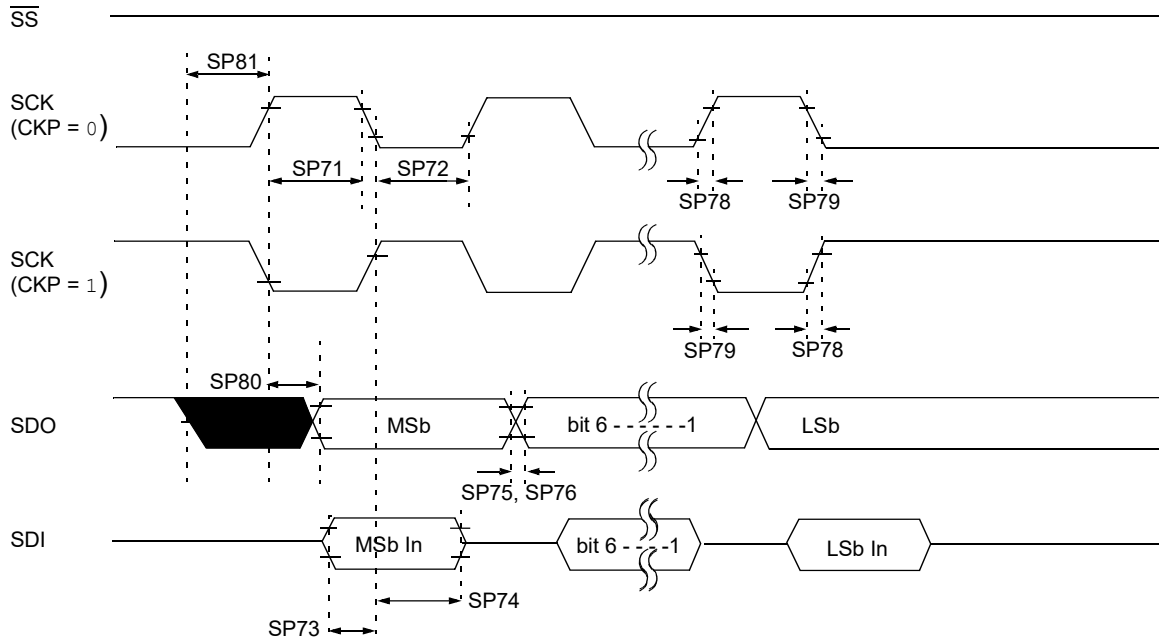 SS
SP81
SCK
(CKP = 0)
SP71
SP72
SP78
SP79
SCK
(CKP = 1)
SP79
SP78
SP80
SDO
MSb
bit 6 - - - - - -1
LSb
SP75, SP76
SDI
MSb In
bit 6 - - - - -1
LSb In
SP74
SP73